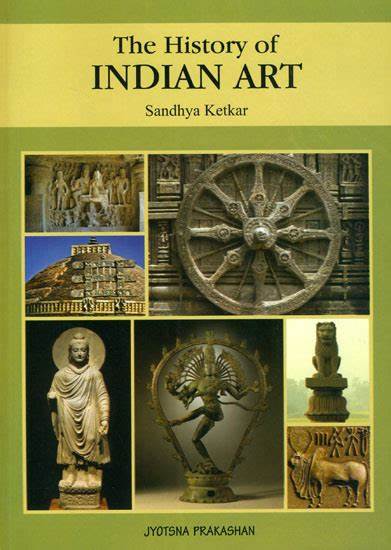 The History of
INDIAN ART
Sandhya Ketkar
JYOTSNA PRAKASHAN